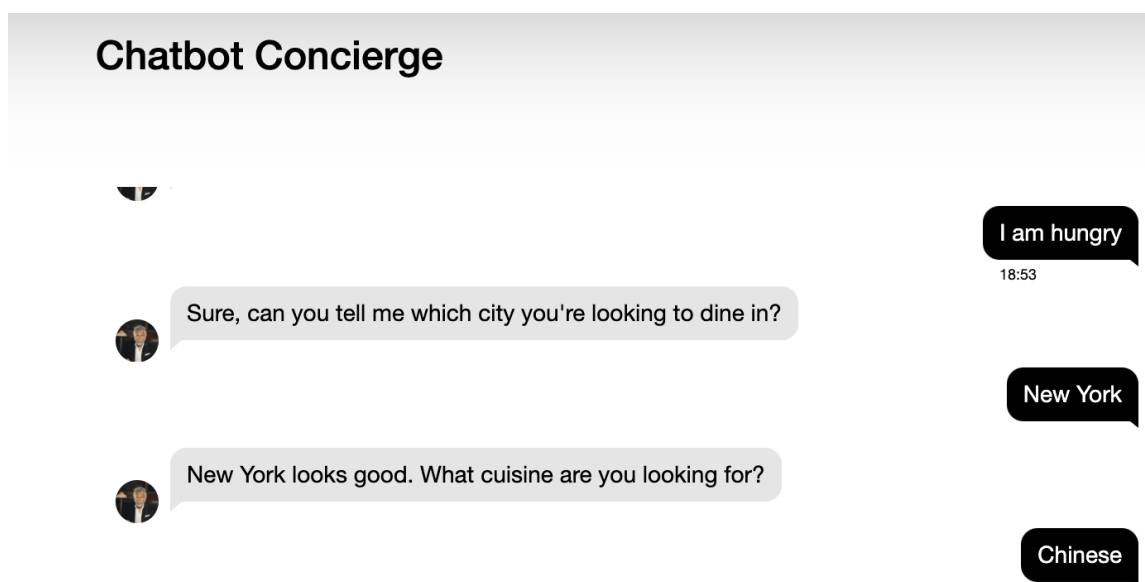 Chatbot Concierge
I am hungry
18:53
Sure, can you tell me which city you're looking to dine in?
New York
New York looks good. What cuisine are you looking for?
Chinese